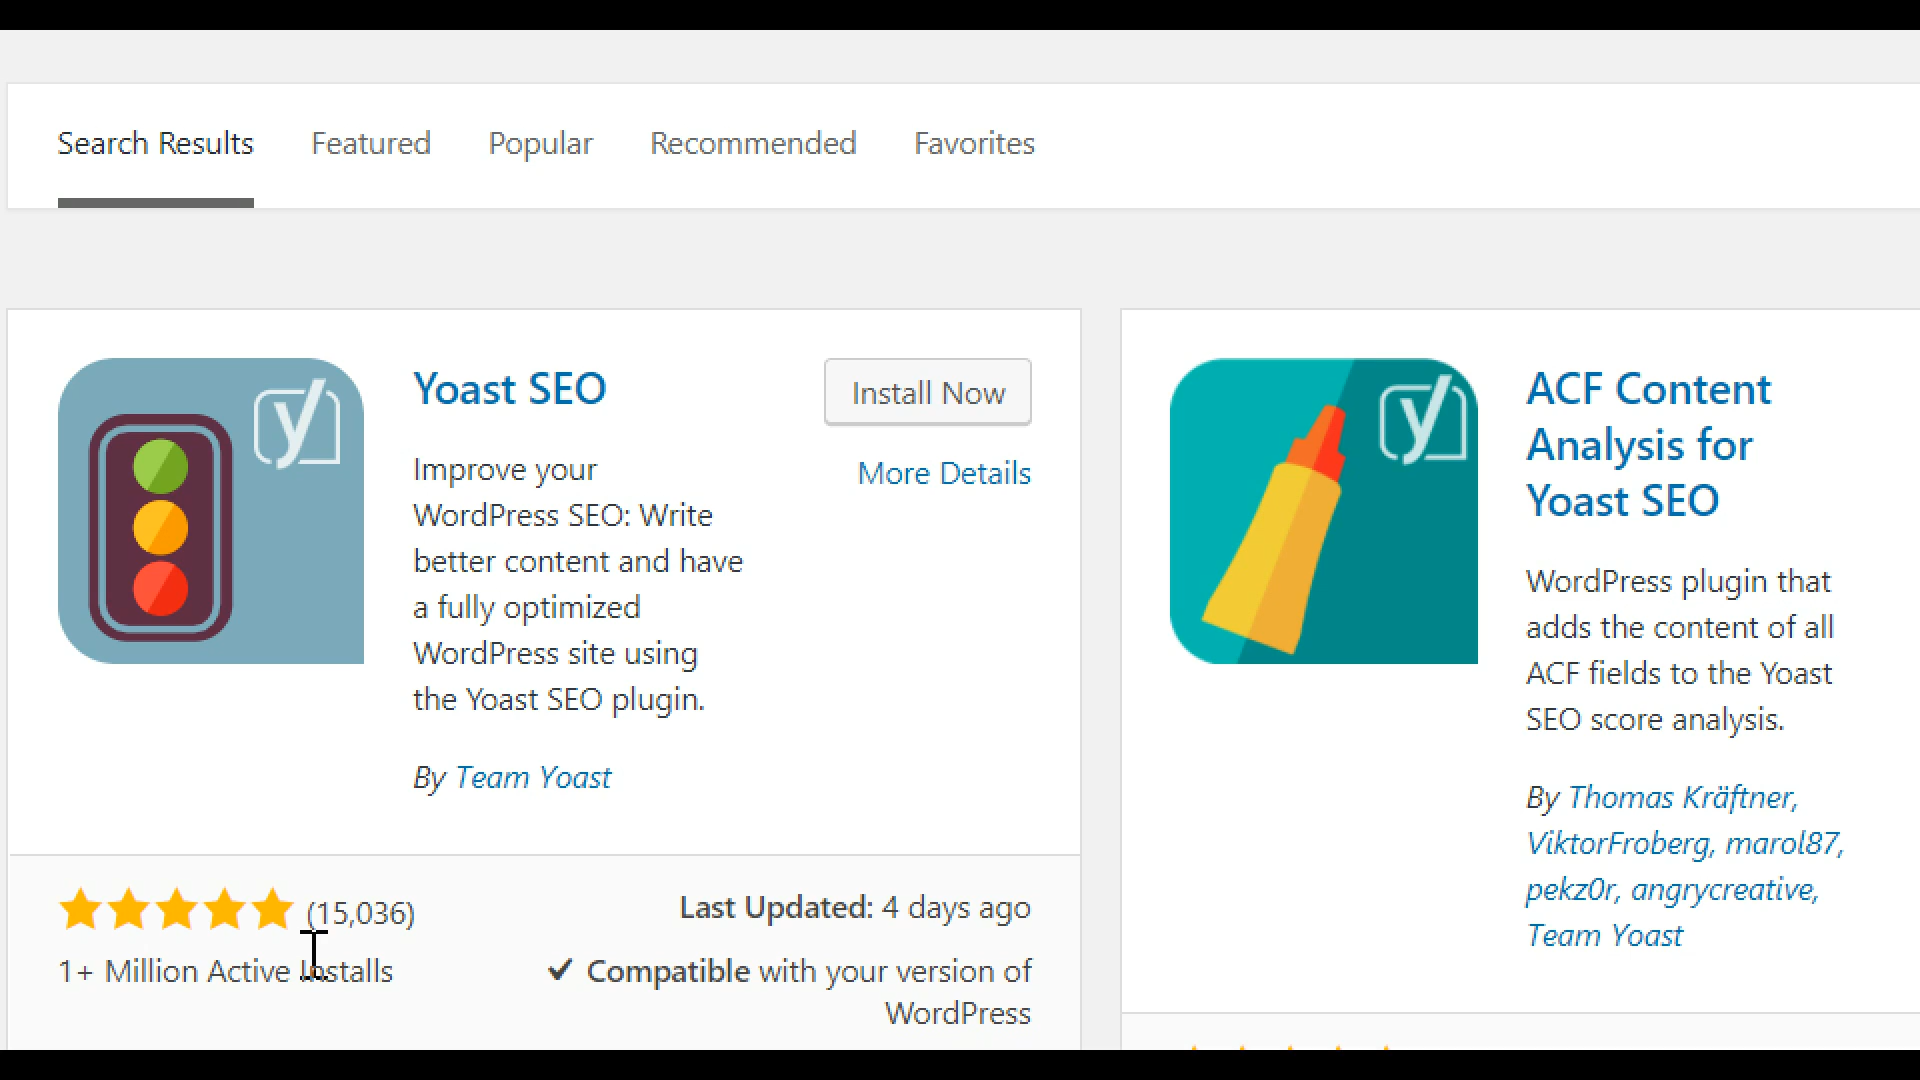 Search Results Featured Popular Recommended Favorites
Yoast SEO
Install Now
More Details
Improve your
WordPress SEO: Write
better content and have
a fully optimized
WordPress site using
the Yoast SEO plugin.
By Team Yoast
(15,036)
1+ Million Active Installs
Last Updated: 4 days ago
Compatible with your version of
WordPress
y
ACF Content
Analysis for
Yoast SEO
WordPress plugin that
adds the content of all
ACF fields to the Yoast
SEO score analysis.
By Thomas Kräftner,
ViktorFroberg, marol87,
pekz0r, angrycreative,
Team Yoast
y